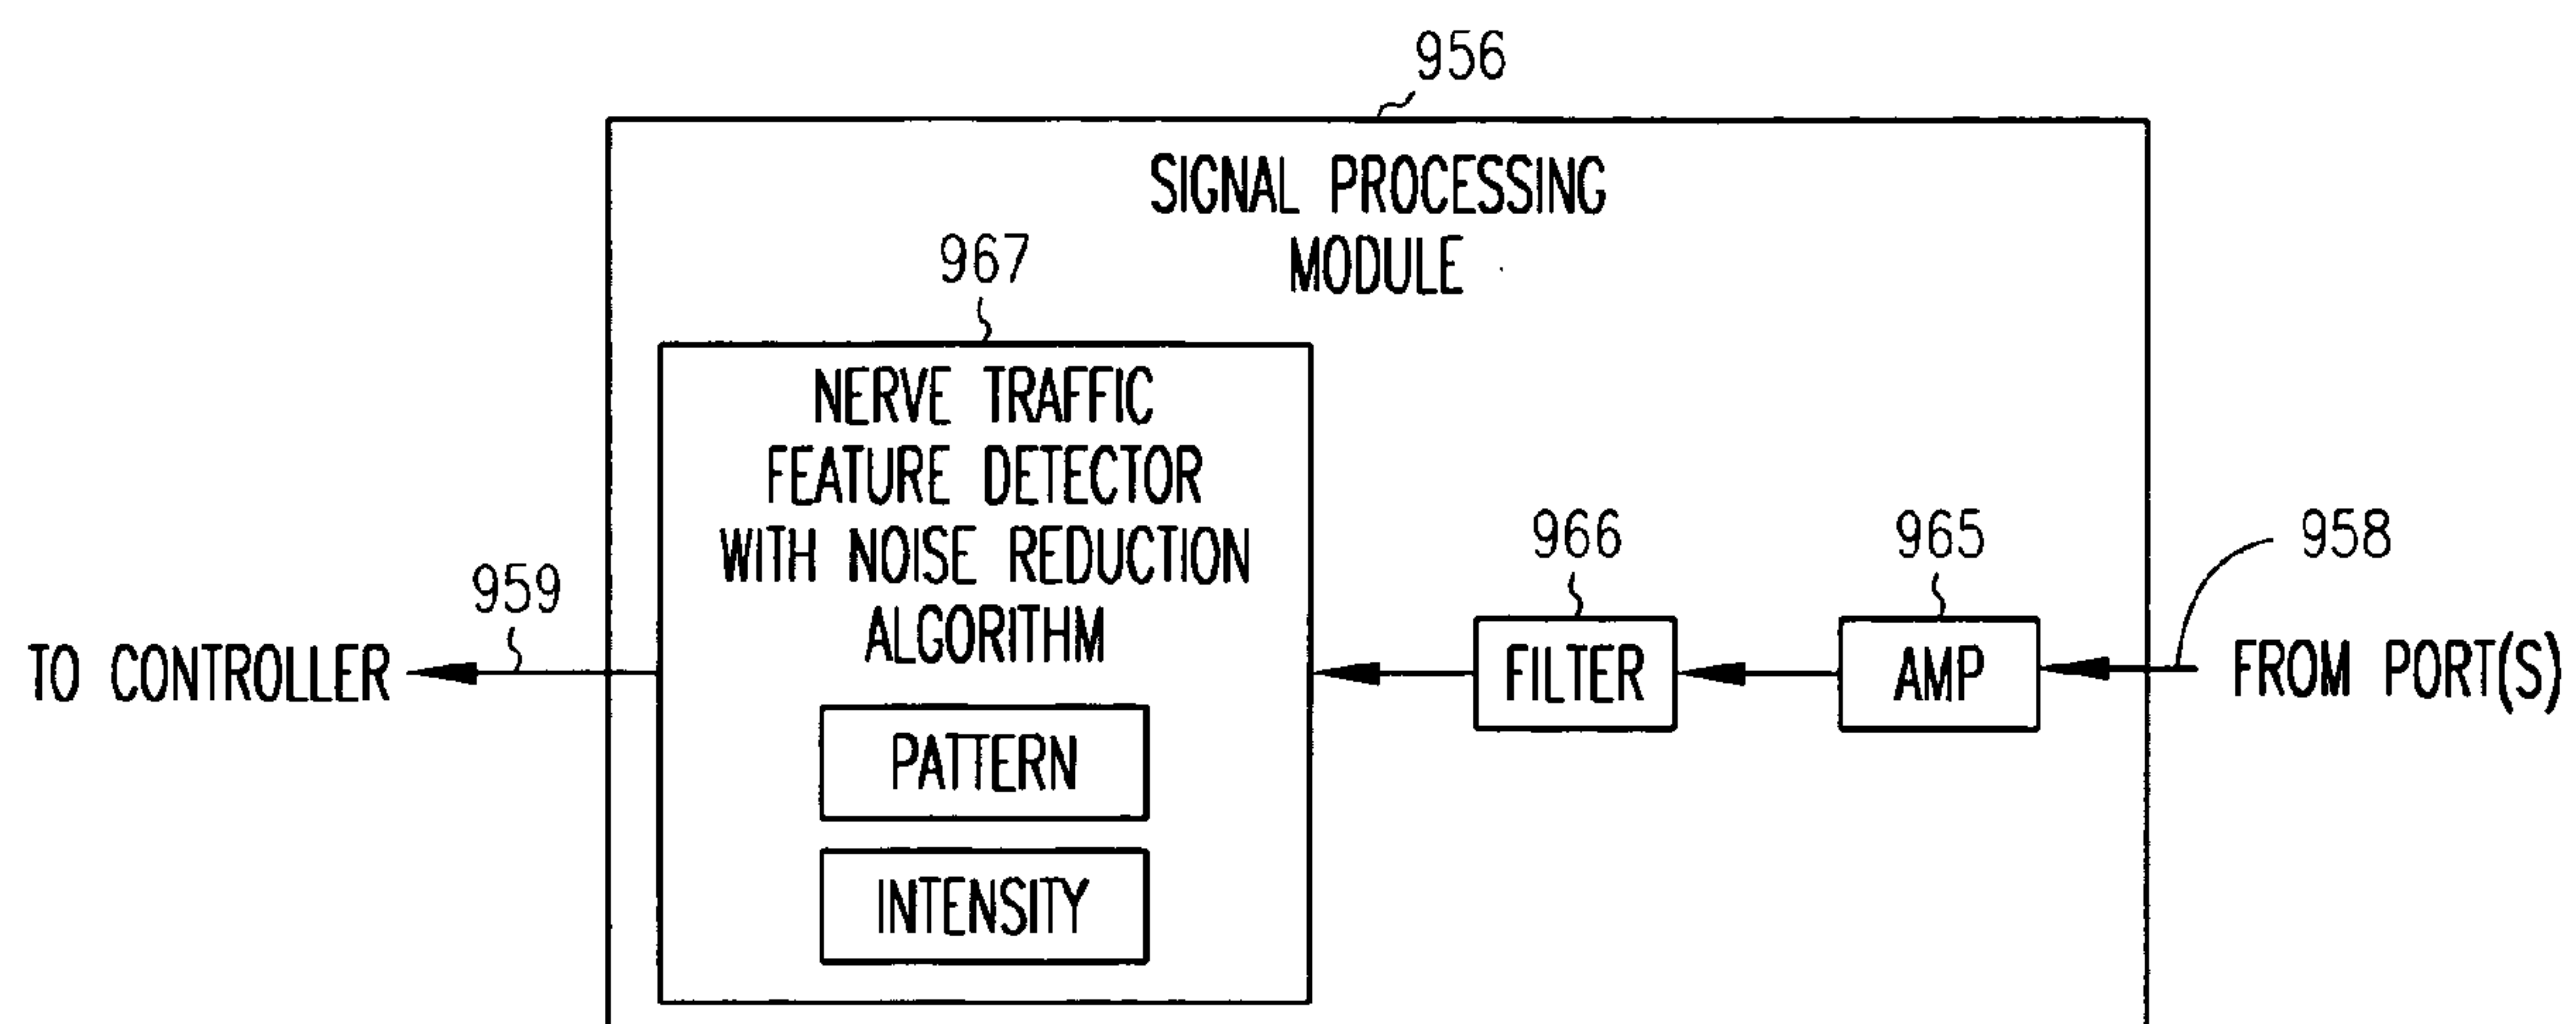 956
SIGNAL PROCESSING
MODULE
967
NERVE TRAFFIC
FEATURE DETECTOR
WITH NOISE REDUCTION
ALGORITHM
PATTERN
INTENSITY
966
FILTER
965
AMP
958
FROM PORT(S)
959
TO CONTROLLER